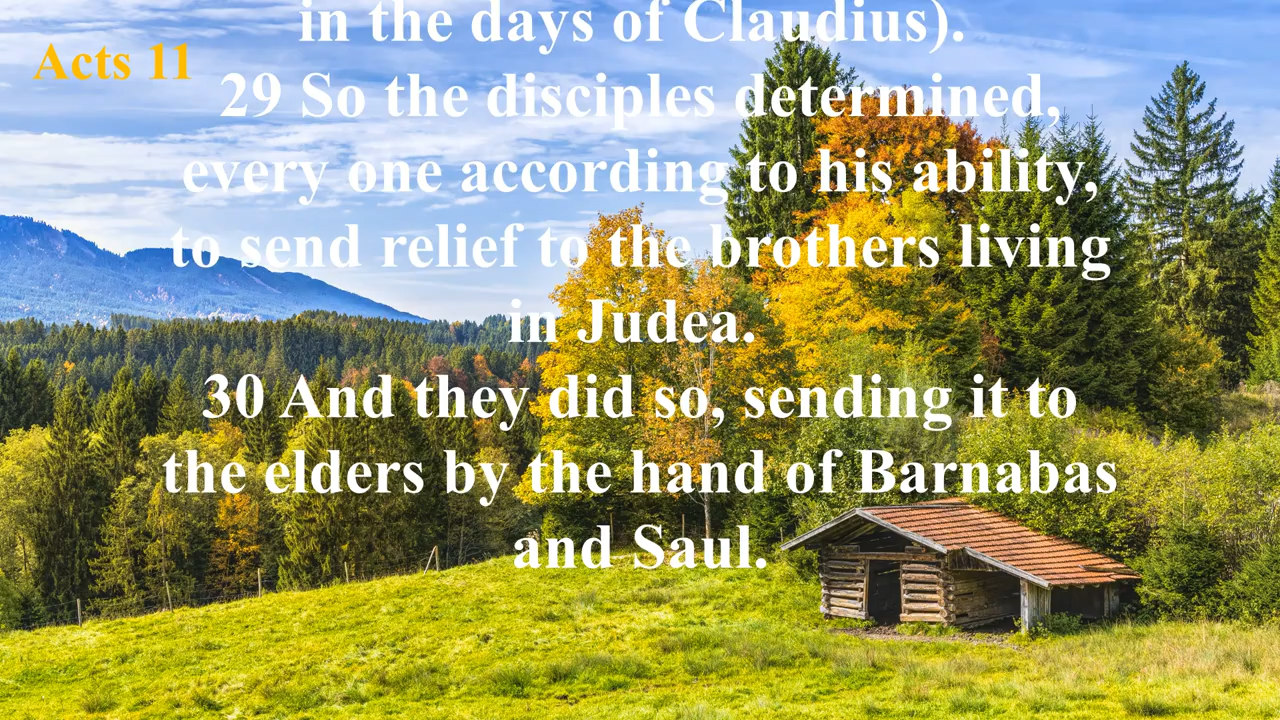 in the days of Claudius).
Acts 11
29 So the disciples determined,
every one according to his ability,
to send relief to the brothers living
in Judea.
30 And they did so, sending it to
the elders by the hand of Barnabas
and Saul.